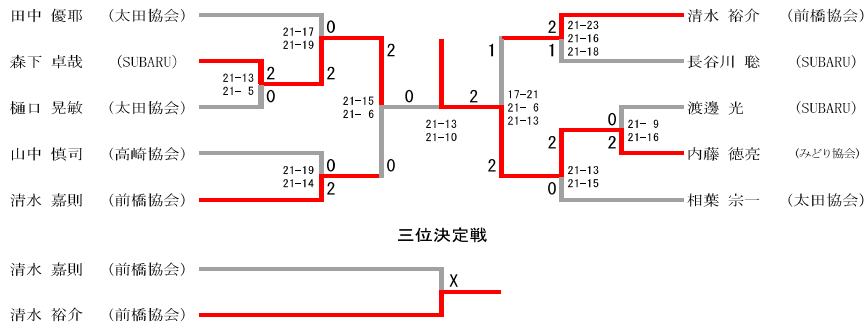 田中 優耶 (太田協会)
森下 卓哉 (SUBARU)
樋口 晃敏 (太田協会)
山中 慎司 (高崎協会)
清水 嘉則 (前橋協会)
21-17
21-19
0
2
21-13
21- 5
2
0
21-19
21-14
0
2
21-15
21- 6
2
0
0
2
21-13
21-10
清水 裕介 (前橋協会)
長谷川 聡 (SUBARU)
渡邊 光 (SUBARU)
内藤 徳亮 (みどり協会)
相葉 宗一 (太田協会)
2
1
21-23
21-16
21-18
0
2
21- 9
21-16
2
0
21-13
21-15
1
2
17-21
21- 6
21-13
三位決定戦
清水 嘉則 (前橋協会)
清水 裕介 (前橋協会)
X